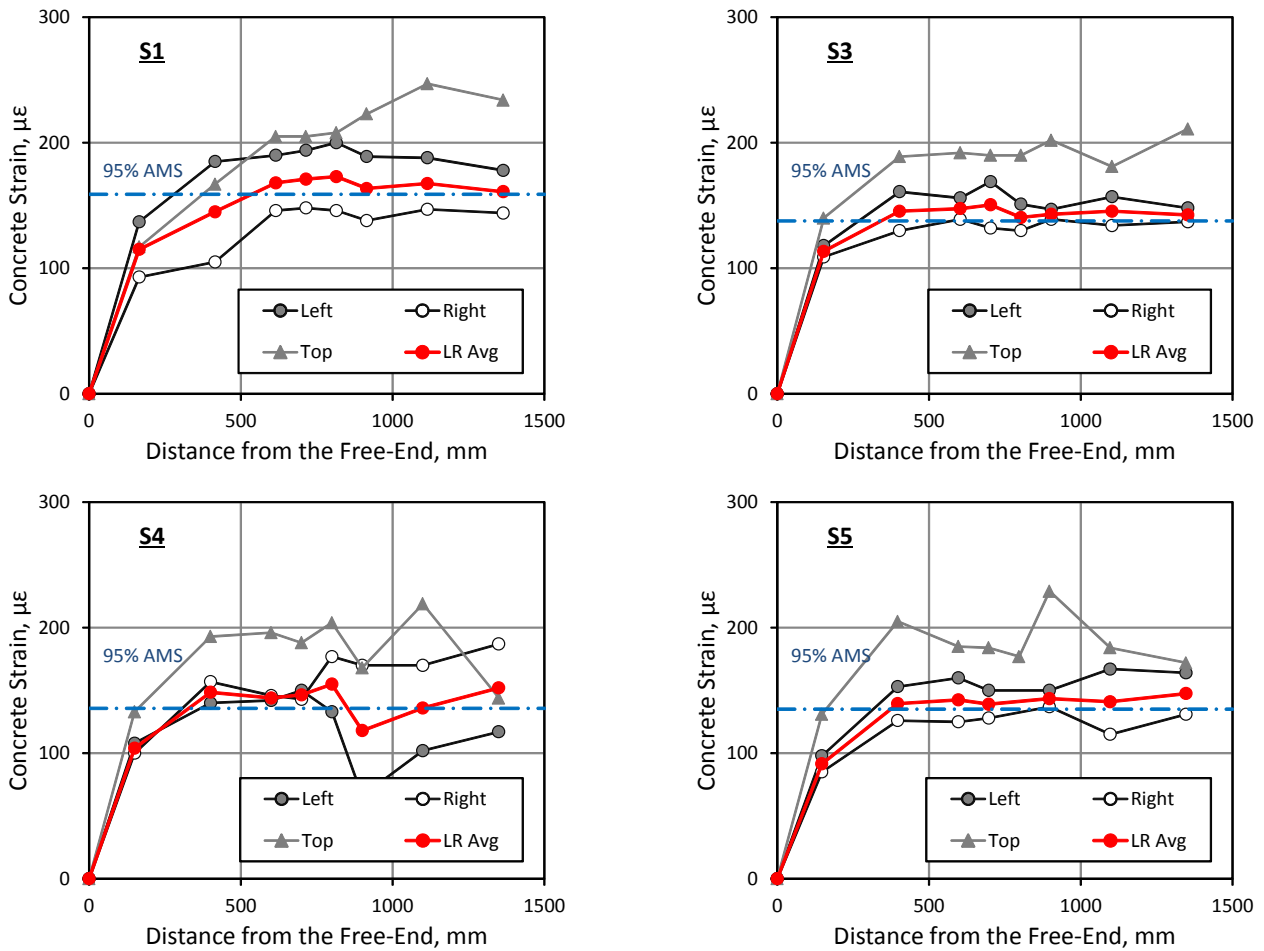 300
200
100
0
Concrete Strain, µε
S1
95% AMS
Left
Right
Top
LR Avg
0
500
1000
1500
Distance from the Free-End, mm
300
200
100
0
Concrete Strain, µε
S3
95% AMS
Left
Right
Top
LR Avg
0
500
1000
1500
Distance from the Free-End, mm
300
200
100
0
Concrete Strain, µε
S4
95% AMS
Left
Right
Top
LR Avg
0
500
1000
1500
Distance from the Free-End, mm
300
200
100
0
Concrete Strain, µε
S5
95% AMS
Left
Right
Top
LR Avg
0
500
1000
1500
Distance from the Free-End, mm